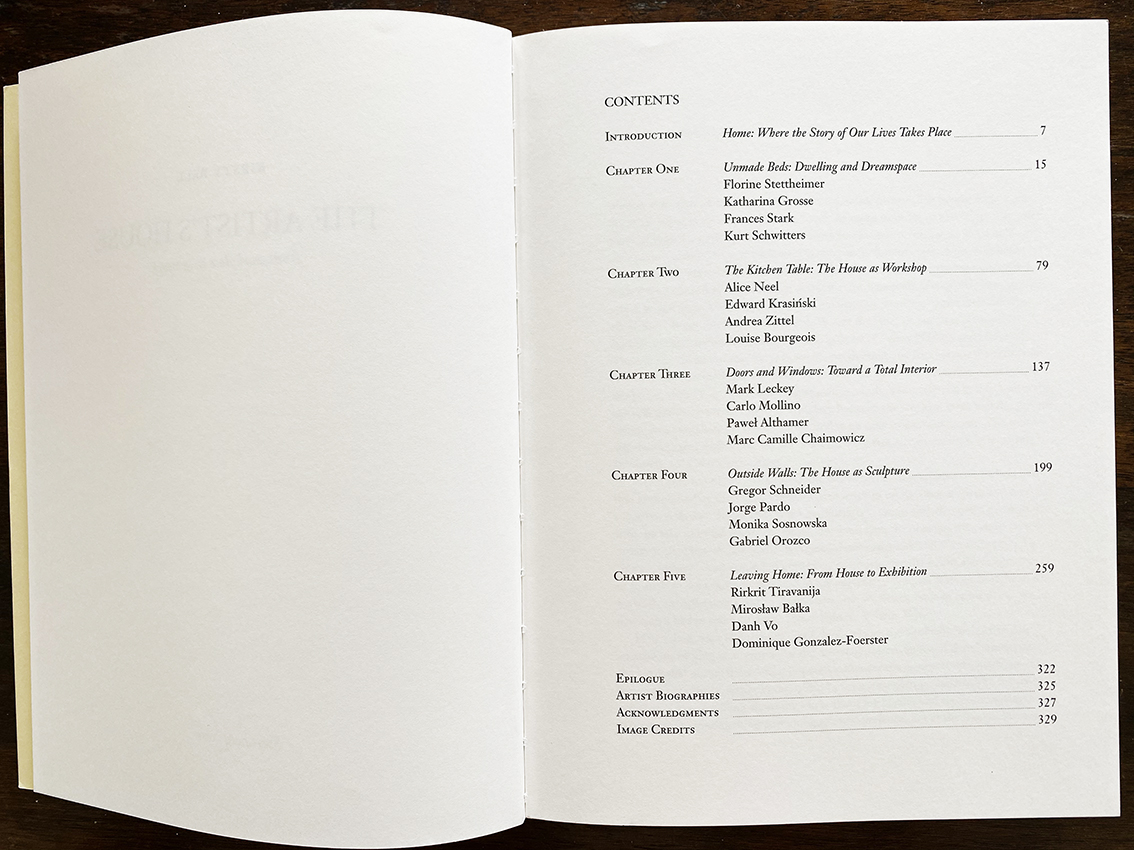 CONTENTS
Introduction Home: Where the Story of Our Lives Takes Place 7
Chapter One Unmade Beds: Dwelling and Dreamspace 15
Florine Stettheimer
Katharina Grosse
Frances Stark
Kurt Schwitters
Chapter Two The Kitchen Table: The House as Workshop 79
Alice Neel
Edward Krasiński
Andrea Zittel
Louise Bourgeois
Chapter Three Doors and Windows: Toward a Total Interior 137
Mark Leckey
Carlo Mollino
Paweł Althamer
Marc Camille Chaimowicz
Chapter Four Outside Walls: The House as Sculpture 199
Gregor Schneider
Jorge Pardo
Monika Sosnowska
Gabriel Orozco
Chapter Five Leaving Home: From House to Exhibition 259
Rirkrit Tiravanija
Mirosław Bałka
Danh Vo
Dominique Gonzalez-Foerster
Epilogue 322
Artist Biographies 325
Acknowledgments 327
Image Credits 329